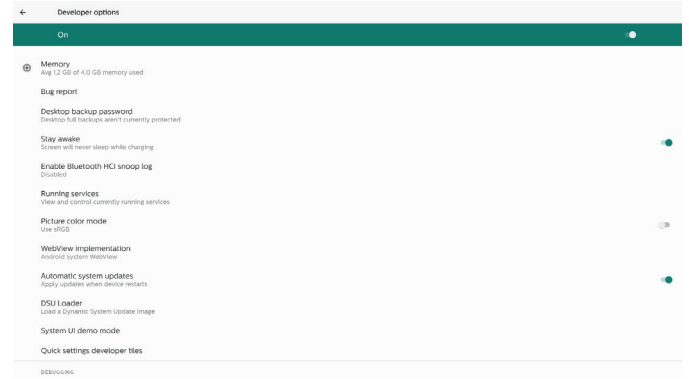 Developer options
On
Memory
Avg 1.2 GB of 4.0 GB memory used
Bug report
Desktop backup password
Desktop full backups aren't currently protected
Stay awake
Screen will never sleep while charging
Enable Bluetooth HCI snoop log
Disabled
Running services
View and control currently running services
Picture color mode
Use sRGB
WebView implementation
Android System WebView
Automatic system updates
Apply updates when device restarts
DSU Loader
Load a Dynamic System Update Image
System UI demo mode
Quick settings developer tiles
DEBUGGING